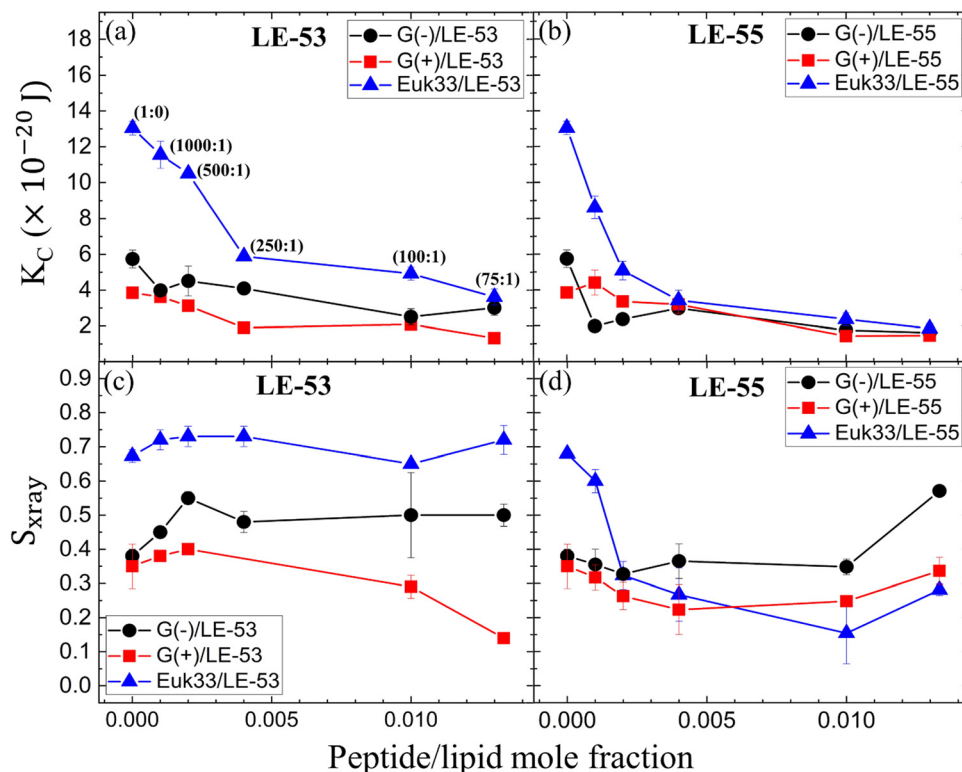 (a)
LE-53
G(-)/LE-53
G(+)/LE-53
Euk33/LE-53
(1:0)
(1000:1)
(500:1)
(250:1)
(100:1)
(75:1)
18
16
14
12
10
8
6
4
2
K_C (× 10⁻²⁰ J)
(b)
LE-55
G(-)/LE-55
G(+)/LE-55
Euk33/LE-55
(c)
LE-53
0.9
0.8
0.7
0.6
0.5
0.4
0.3
0.2
0.1
0.0
S_xray
G(-)/LE-53
G(+)/LE-53
Euk33/LE-53
0.000
0.005
0.010
(d)
LE-55
G(-)/LE-55
G(+)/LE-55
Euk33/LE-55
0.000
0.005
0.010
Peptide/lipid mole fraction